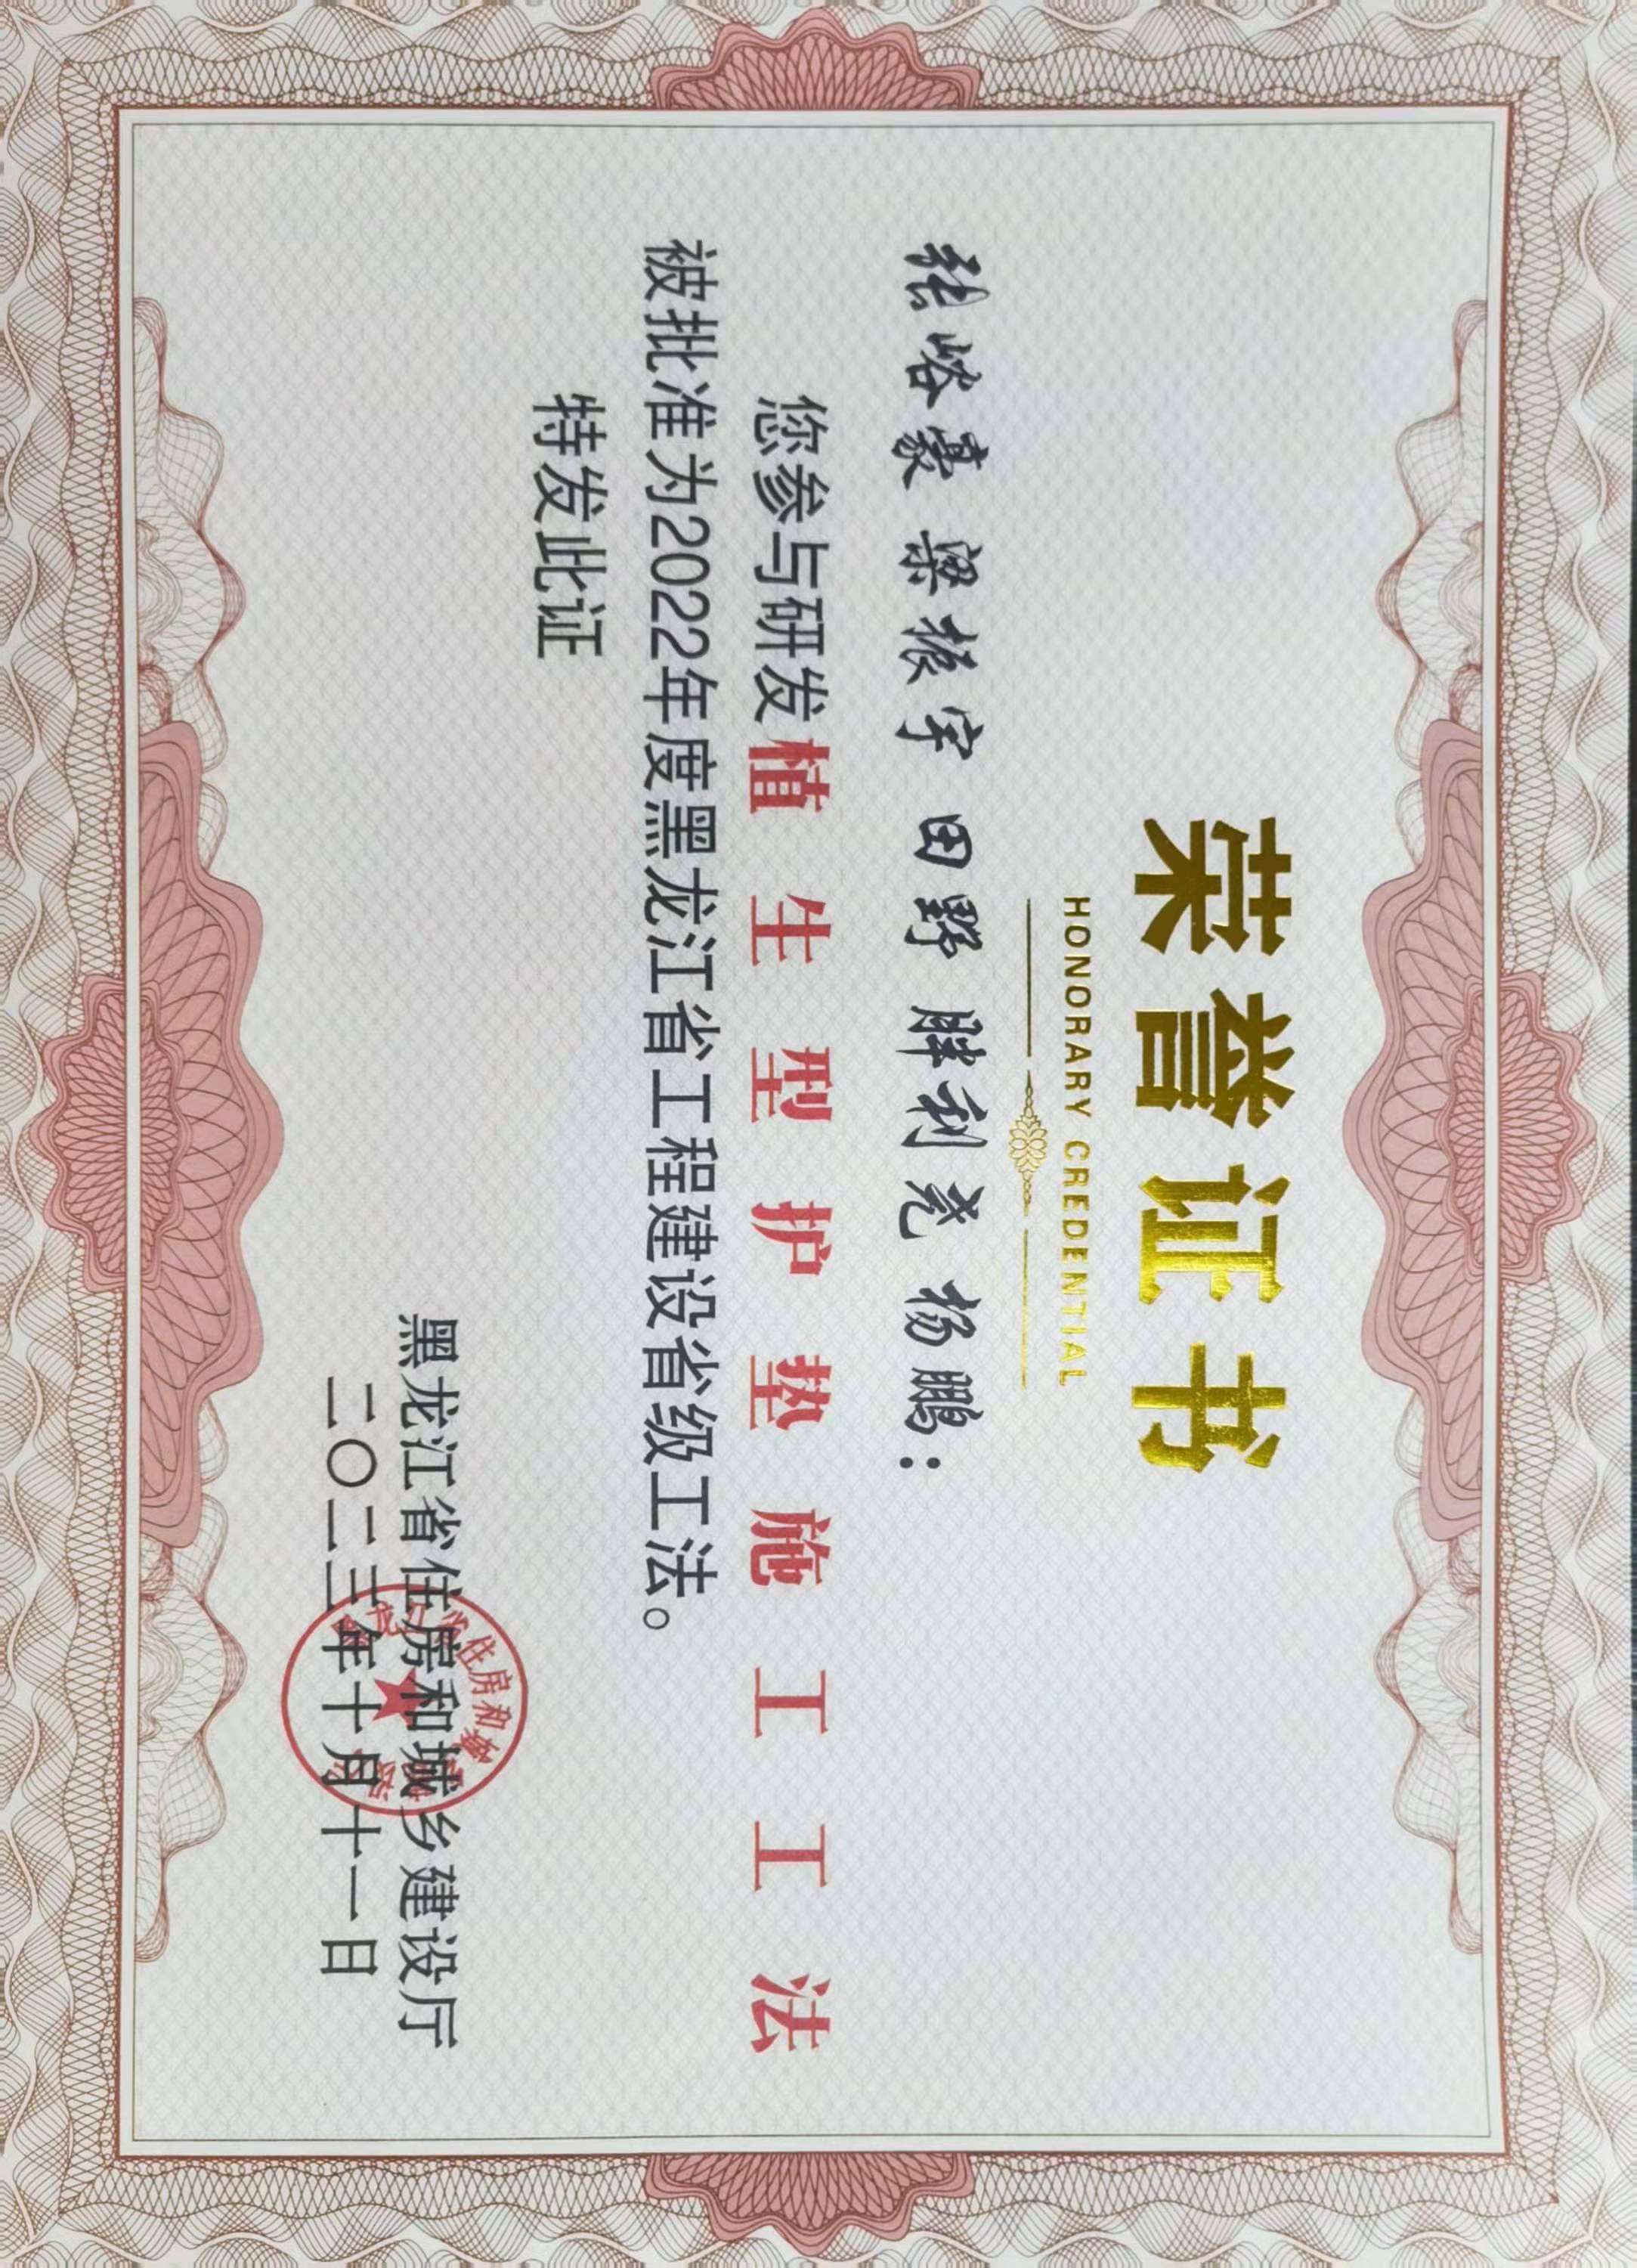 荣誉证书
HONORARY CREDENTIAL
张峪豪 梁振宇 田野 胖利尧 杨鹏：
您参与研发植生型护垫施工工法
被批准为2022年度黑龙江省工程建设省级工法。
特发此证
黑龙江省住房和城乡建设厅
二〇二三年十月十一日